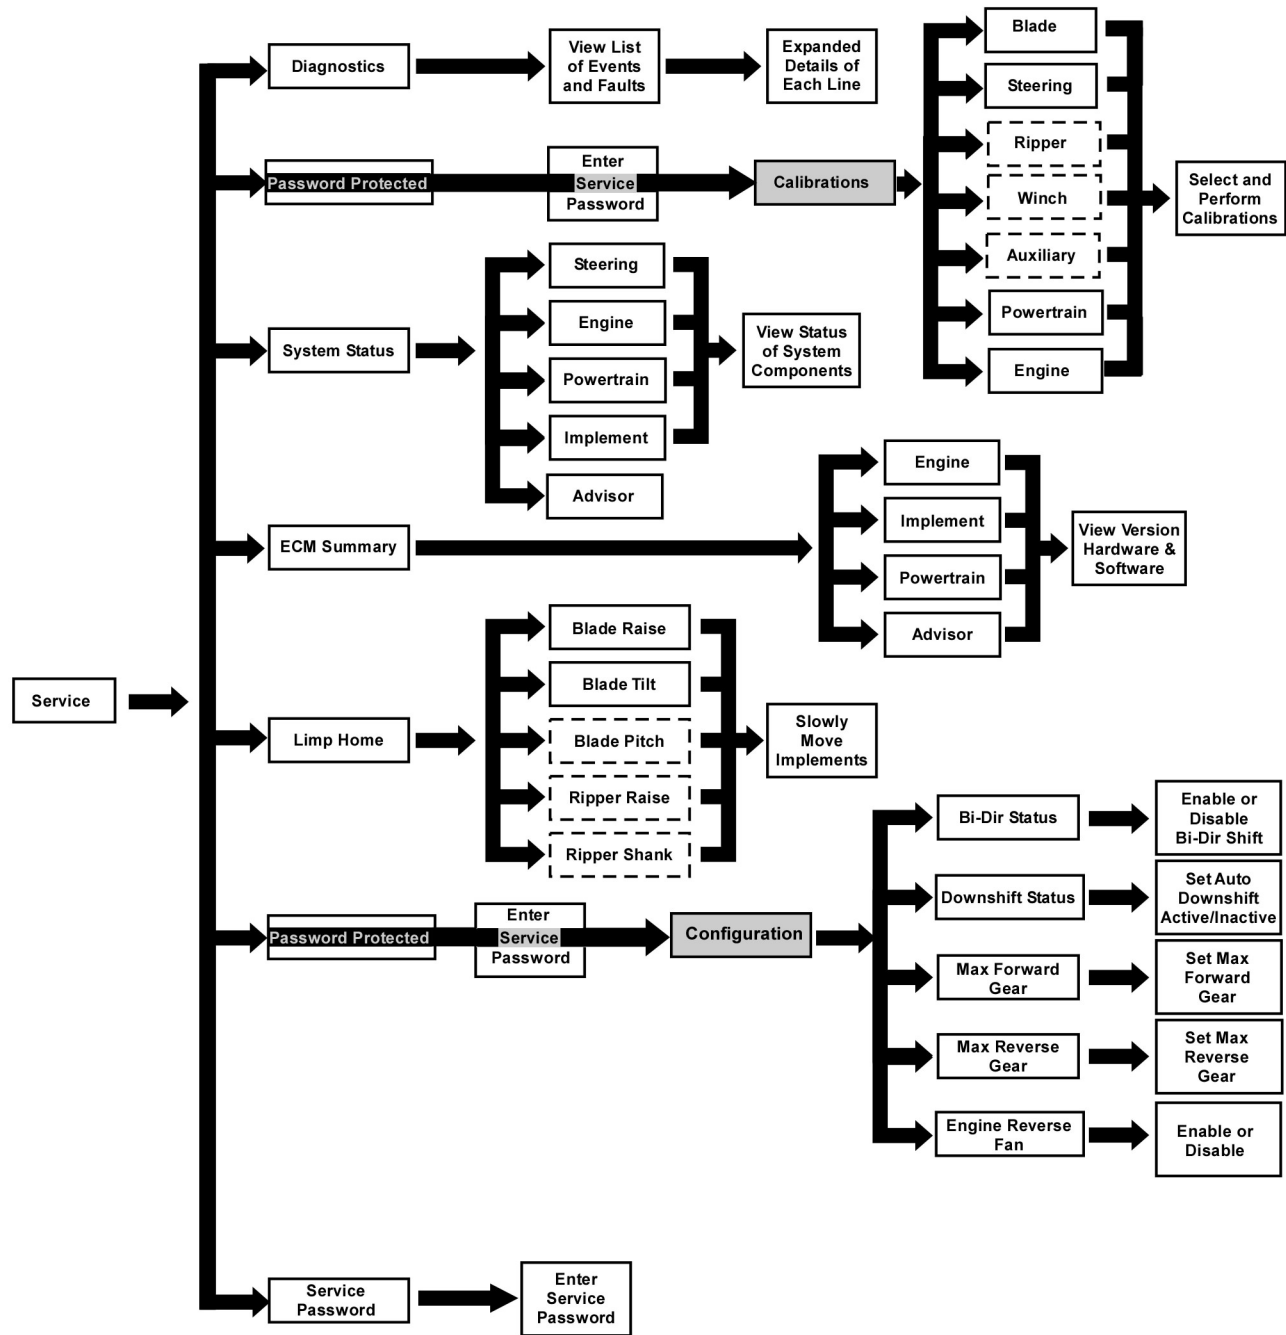 Service
Diagnostics
View List
of Events
and Faults
Expanded
Details of
Each Line
Password Protected
Enter
Service
Password
Calibrations
Blade
Steering
Ripper
Winch
Auxiliary
Powertrain
Engine
Select and
Perform
Calibrations
System Status
Steering
Engine
Powertrain
Implement
Advisor
View Status
of System
Components
ECM Summary
Engine
Implement
Powertrain
Advisor
View Version
Hardware &
Software
Limp Home
Blade Raise
Blade Tilt
Blade Pitch
Ripper Raise
Ripper Shank
Slowly
Move
Implements
Password Protected
Enter
Service
Password
Configuration
Bi-Dir Status
Enable or
Disable
Bi-Dir Shift
Downshift Status
Set Auto
Downshift
Active/Inactive
Max Forward
Gear
Set Max
Forward
Gear
Max Reverse
Gear
Set Max
Reverse
Gear
Engine Reverse
Fan
Enable or
Disable
Service
Password
Enter
Service
Password